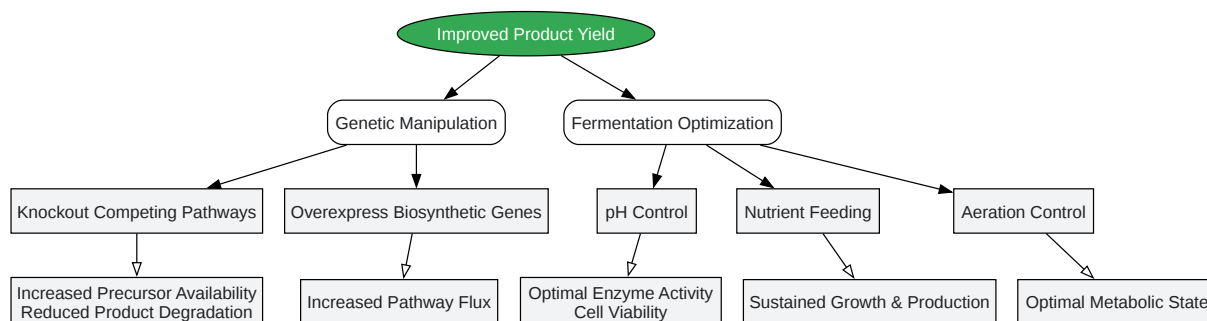 Improved Product Yield
Genetic Manipulation
Fermentation Optimization
Knockout Competing Pathways
Overexpress Biosynthetic Genes
pH Control
Nutrient Feeding
Aeration Control
Increased Precursor Availability
Reduced Product Degradation
Increased Pathway Flux
Optimal Enzyme Activity
Cell Viability
Sustained Growth & Production
Optimal Metabolic State